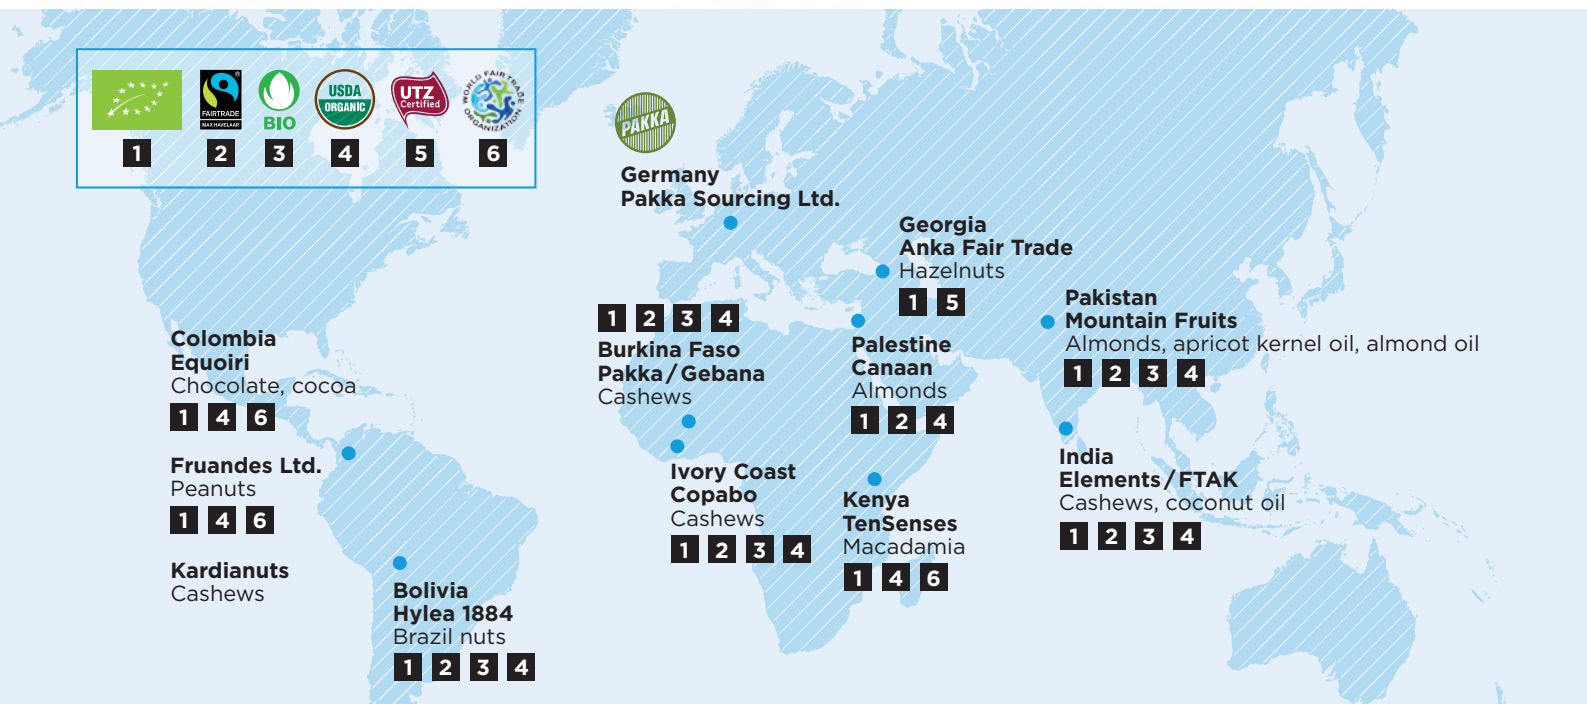 FAIRTRADE
MAX HAVELAAR
®
BIO
USDA
ORGANIC
UTZ
Certified
WORLD FAIR TRADE ORGANIZATION
1 2 3 4 5 6
PAKKA
Germany
Pakka Sourcing Ltd.
Georgia
Anka Fair Trade
Hazelnuts
1 5
Pakistan
Mountain Fruits
Almonds, apricot kernel oil, almond oil
1 2 3 4
Colombia
Equoiri
Chocolate, cocoa
1 4 6
Fruandes Ltd.
Peanuts
1 4 6
Kardianuts
Cashews
Bolivia
Hylea 1884
Brazil nuts
1 2 3 4
1 2 3 4
Burkina Faso
Pakka/Gebana
Cashews
Ivory Coast
Copabo
Cashews
1 2 3 4
Palestine
Canaan
Almonds
1 2 4
Kenya
TenSenses
Macadamia
1 4 6
India
Elements/FTAK
Cashews, coconut oil
1 2 3 4